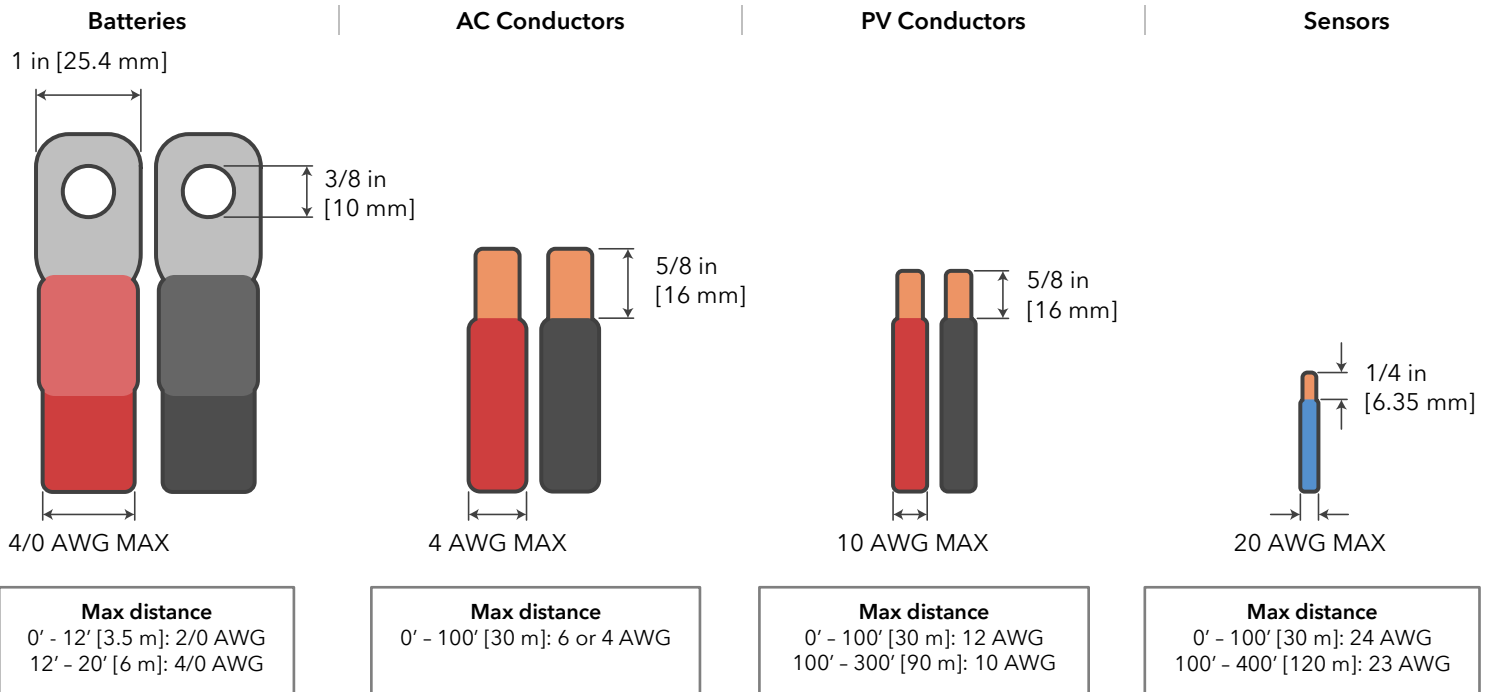 Batteries
1 in [25.4 mm]
3/8 in
[10 mm]
4/0 AWG MAX
Max distance
0' - 12' [3.5 m]: 2/0 AWG
12' – 20' [6 m]: 4/0 AWG
AC Conductors
5/8 in
[16 mm]
4 AWG MAX
Max distance
0' – 100' [30 m]: 6 or 4 AWG
PV Conductors
5/8 in
[16 mm]
10 AWG MAX
Max distance
0' – 100' [30 m]: 12 AWG
100' – 300' [90 m]: 10 AWG
Sensors
1/4 in
[6.35 mm]
20 AWG MAX
Max distance
0' – 100' [30 m]: 24 AWG
100' – 400' [120 m]: 23 AWG